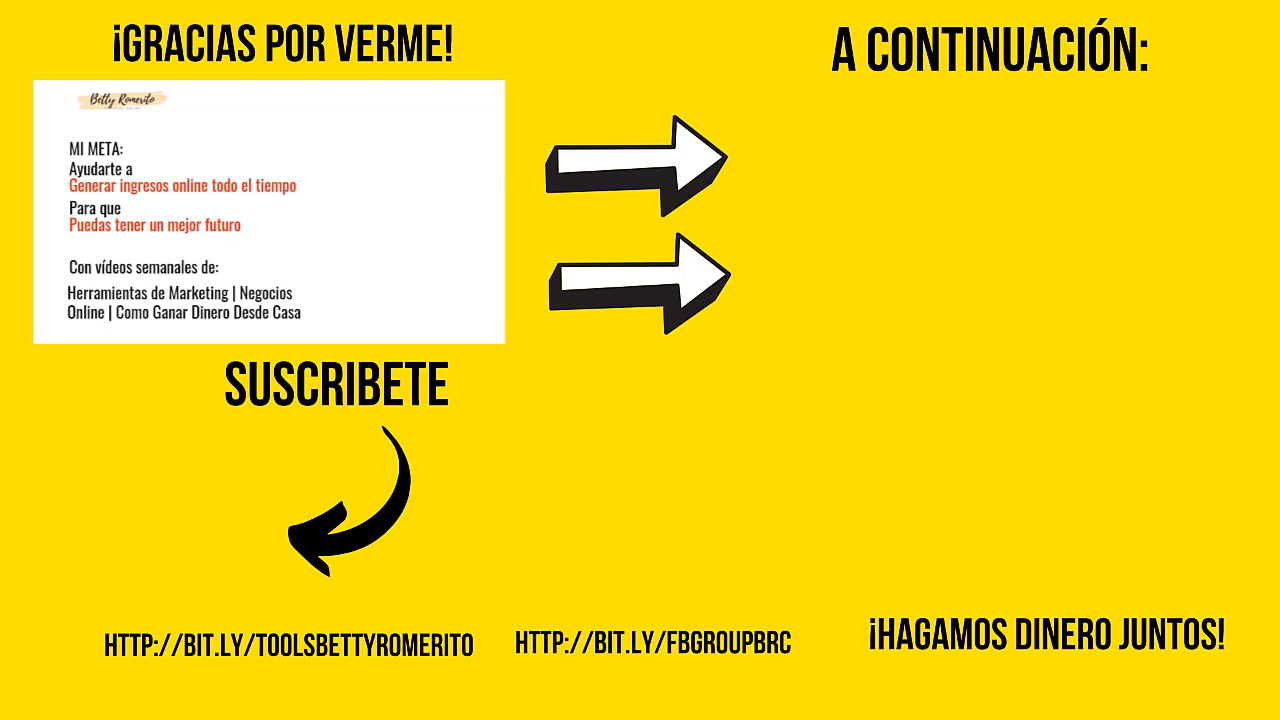 ¡GRACIAS POR VERME!
A CONTINUACIÓN:
Betty Romerito
MI META:
Ayudarte a
Generar ingresos online todo el tiempo
Para que
Puedas tener un mejor futuro
Con vídeos semanales de:
Herramientas de Marketing | Negocios
Online | Como Ganar Dinero Desde Casa
SUSCRIBETE
HTTP://BIT.LY/TOOLSBETTYROMERITO
HTTP://BIT.LY/FBGROUPBRC
¡HAGAMOS DINERO JUNTOS!